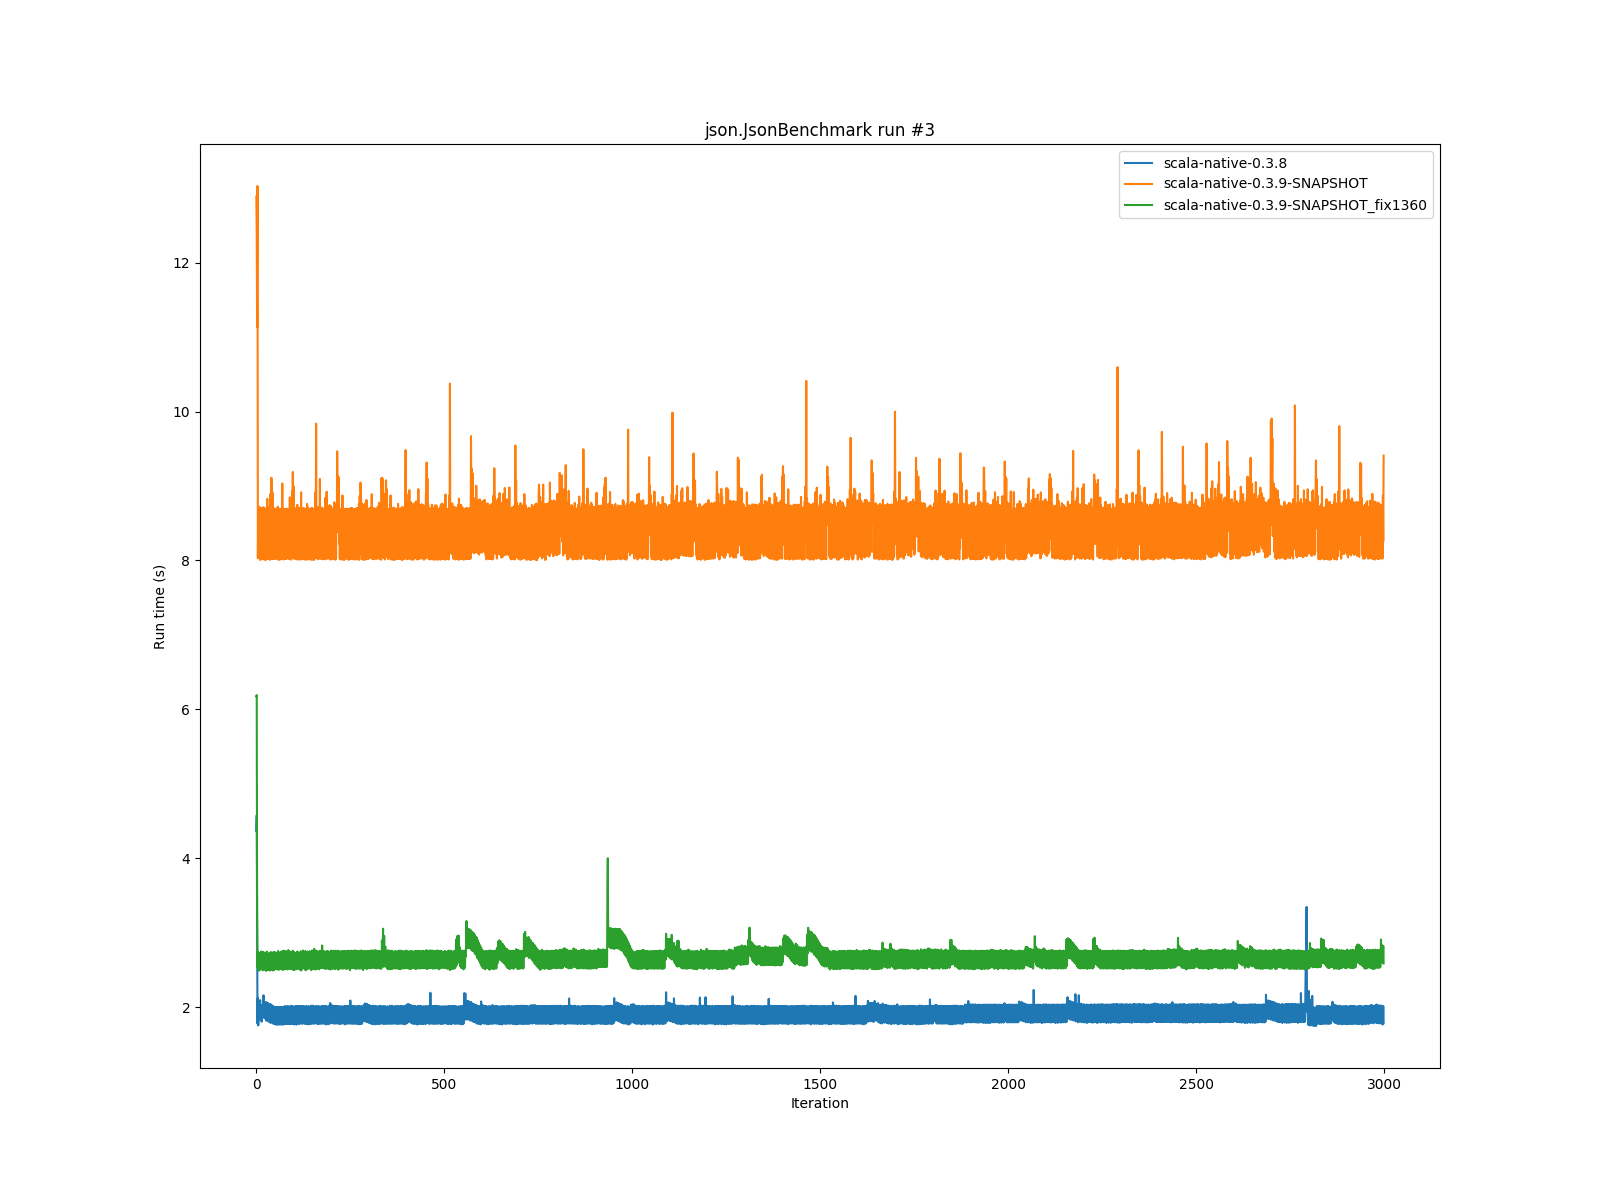 json.JsonBenchmark run #3
scala-native-0.3.8
scala-native-0.3.9-SNAPSHOT
scala-native-0.3.9-SNAPSHOT_fix1360
12
10
8
6
4
2
Run time (s)
0
500
1000
1500
2000
2500
3000
Iteration